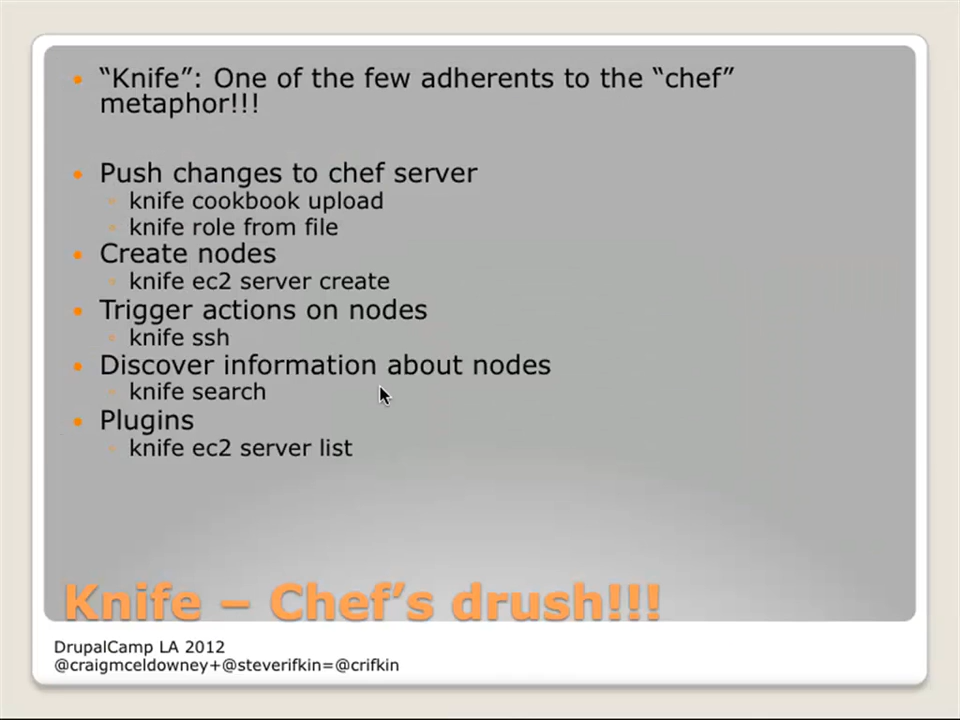 “Knife”: One of the few adherents to the “chef”
metaphor!!!
Push changes to chef server
knife cookbook upload
knife role from file
Create nodes
knife ec2 server create
Trigger actions on nodes
knife ssh
Discover information about nodes
knife search
Plugins
knife ec2 server list
Knife – Chef’s drush!!!
DrupalCamp LA 2012
@craigmceldowney+@steverifkin=@crifkin